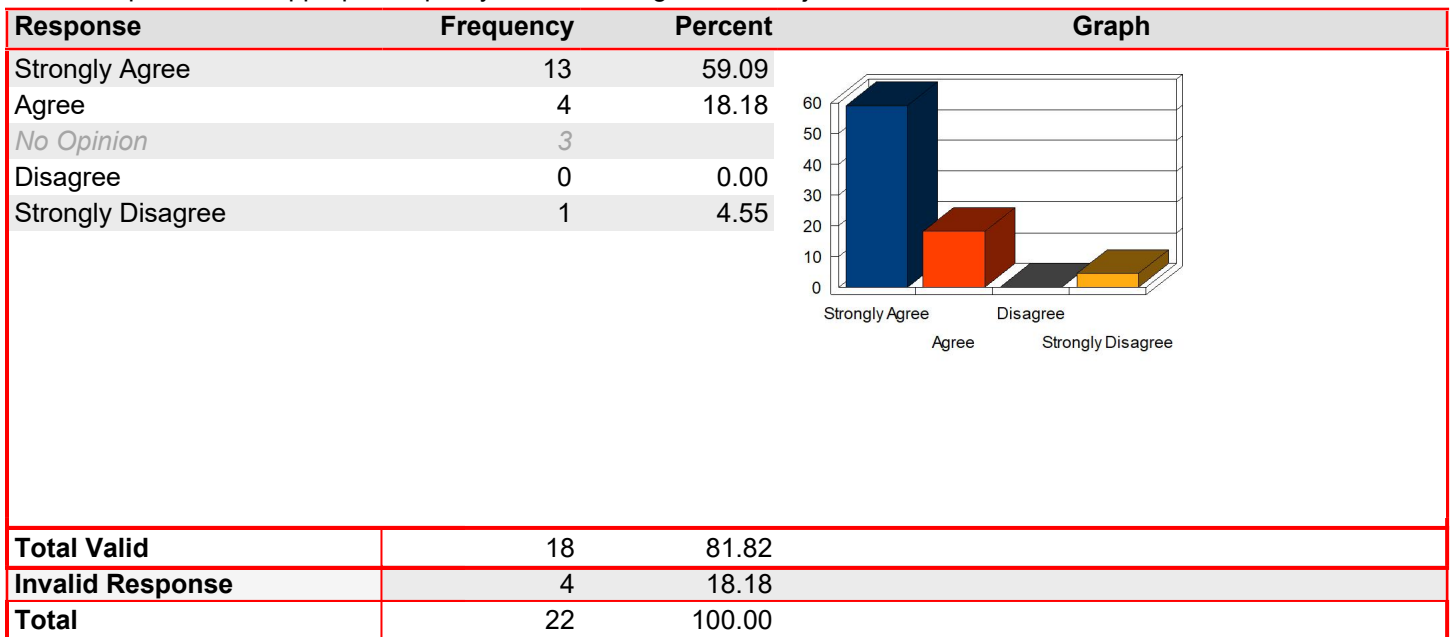 Response Frequency Percent Graph
Strongly Agree 13 59.09
Agree 4 18.18
No Opinion 3
Disagree 0 0.00
Strongly Disagree 1 4.55
60
50
40
30
20
10
0
Strongly Agree Disagree
Agree Strongly Disagree
Total Valid 18 81.82
Invalid Response 4 18.18
Total 22 100.00